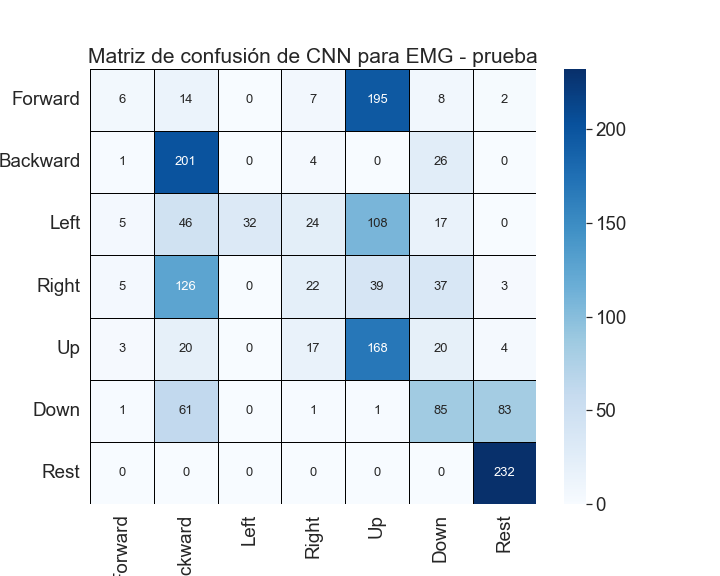 Matriz de confusión de CNN para EMG - prueba
Forward 6 14 0 7 195 8 2
Backward 1 201 0 4 0 26 0
Left 5 46 32 24 108 17 0
Right 5 126 0 22 39 37 3
Up 3 20 0 17 168 20 4
Down 1 61 0 1 1 85 83
Rest 0 0 0 0 0 0 232
Forward ckward Left Right Up Down Rest
200
150
100
50
0